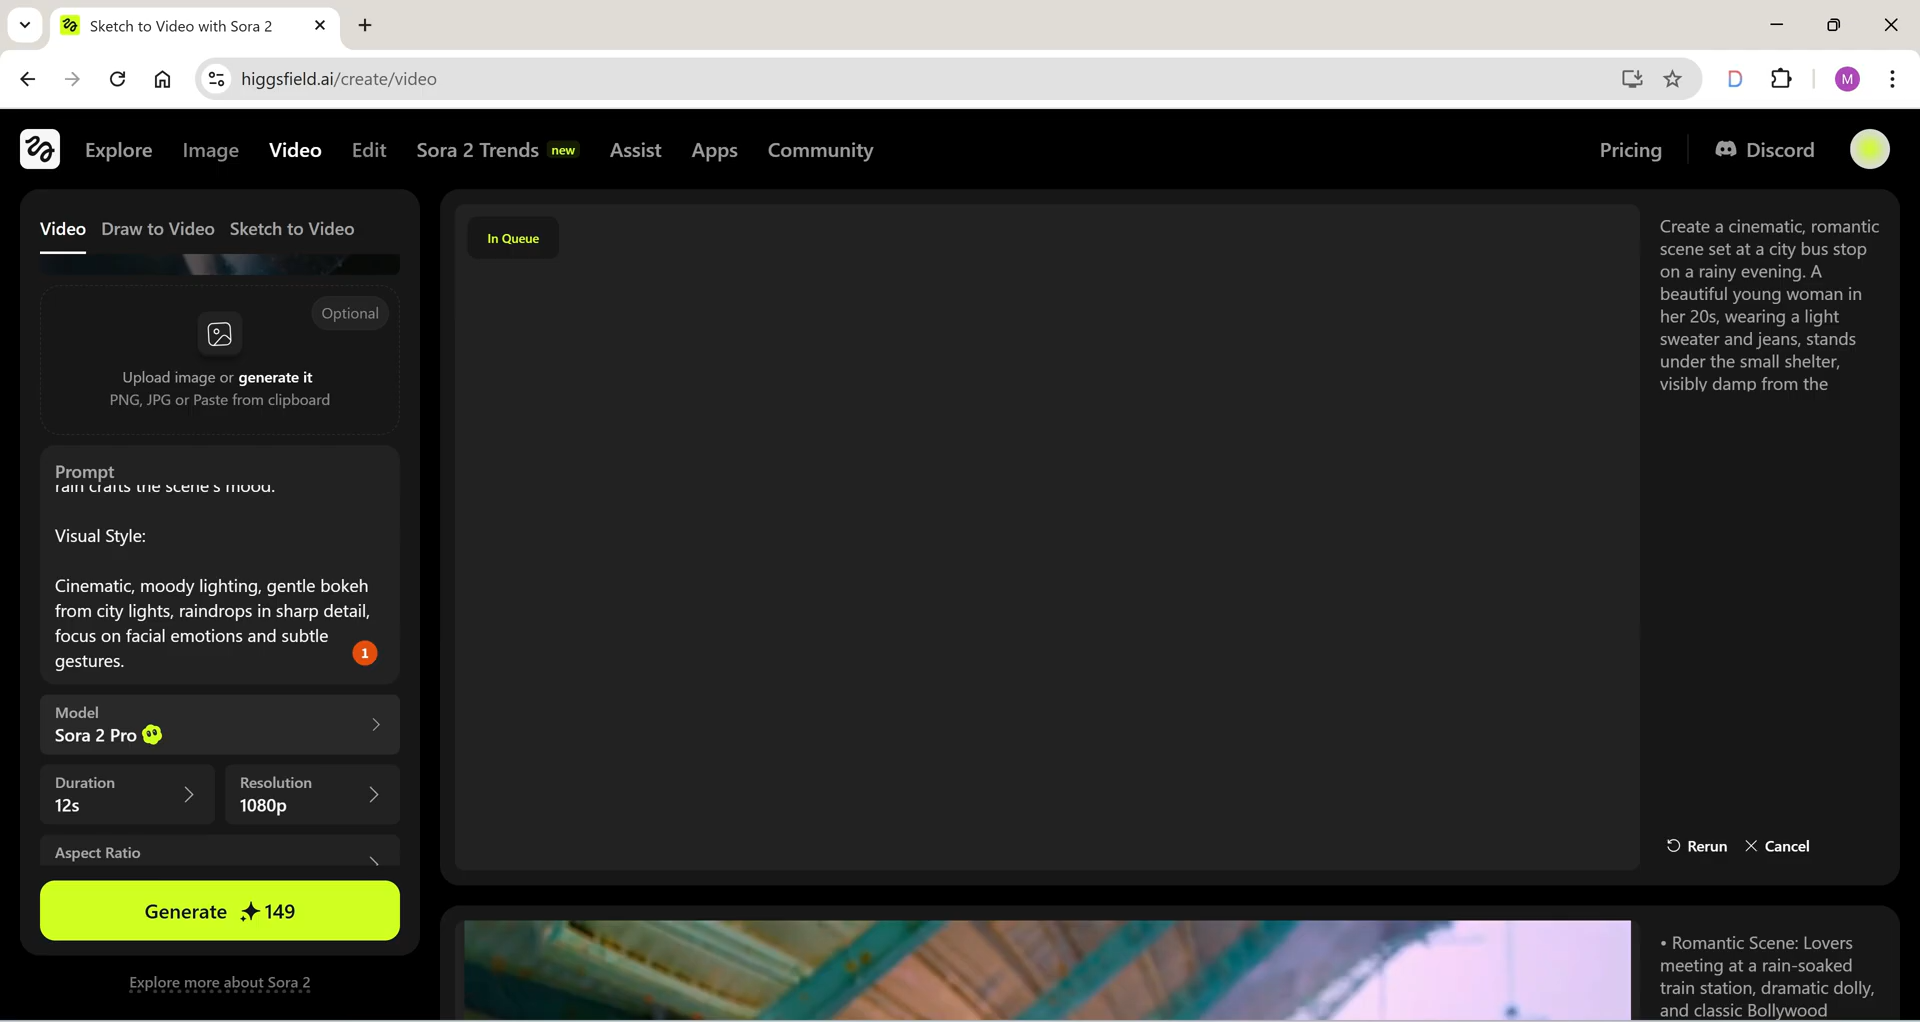 Sketch to Video with Sora 2
higgsfield.ai/create/video
D
M
Explore
Image
Video
Edit
Sora 2 Trends new
Assist
Apps
Community
Pricing
Discord
Video
Draw to Video
Sketch to Video
Optional
Upload image or generate it
PNG, JPG or Paste from clipboard
Prompt
rain crafts the scene's mood.
Visual Style:
Cinematic, moody lighting, gentle bokeh
from city lights, raindrops in sharp detail,
focus on facial emotions and subtle
gestures.
1
Model
Sora 2 Pro
Duration
12s
Resolution
1080p
Aspect Ratio
Generate 149
Explore more about Sora 2
In Queue
Create a cinematic, romantic
scene set at a city bus stop
on a rainy evening. A
beautiful young woman in
her 20s, wearing a light
sweater and jeans, stands
under the small shelter,
visibly damp from the
Rerun
Cancel
• Romantic Scene: Lovers
meeting at a rain-soaked
train station, dramatic dolly,
and classic Bollywood